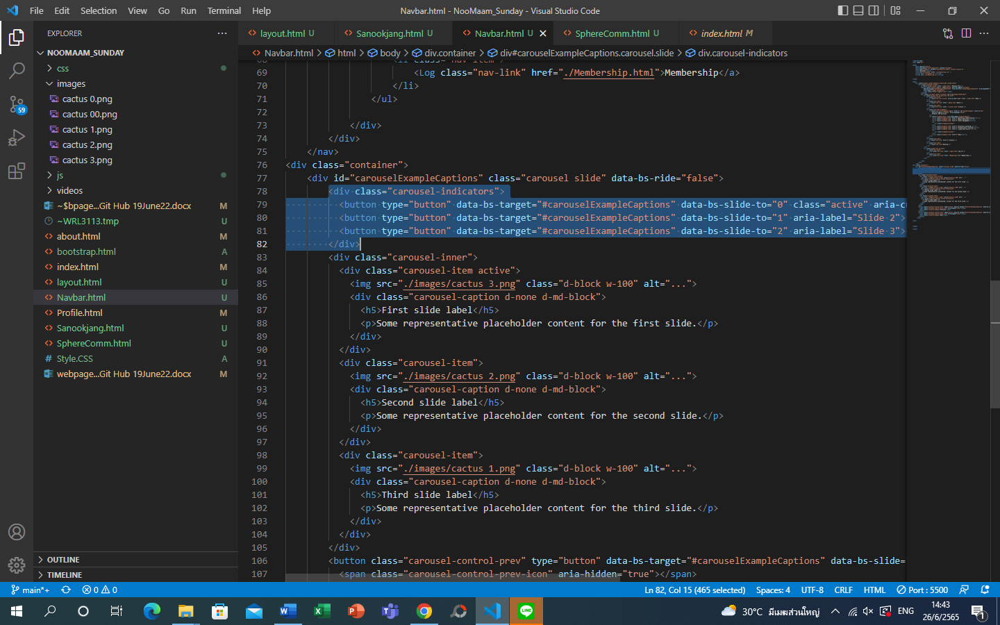 File Edit Selection View Go Run Terminal Help Navbar.html - NooMaam_Sunday - Visual Studio Code
EXPLORER
layout.html U Sanookjang.html U Navbar.html U SphereComm.html U index.html M
Navbar.html > html > body > div.container > div#carouselExampleCaptions.carousel.slide > div.carousel-indicators
NOOMAAM_SUNDAY
css
images
cactus 0.png
cactus 00.png
cactus 1.png
cactus 2.png
cactus 3.png
js
videos
~$bpage...Git Hub 19June22.docx M
~WRL3113.tmp U
about.html M
bootstrap.html A
index.html M
layout.html U
Navbar.html U
Profile.html M
Sanookjang.html U
SphereComm.html U
Style.CSS A
webpage...Git Hub 19June22.docx M
OUTLINE
TIMELINE
59
68 <li class="nav-item">
69 <Log class="nav-link" href="./Membership.html">Membership</a>
70 </li>
71 </ul>
72
73 </div>
74 </div>
75 </nav>
76 <div class="container">
77 <div id="carouselExampleCaptions" class="carousel slide" data-bs-ride="false">
78 <div class="carousel-indicators">
79 <button type="button" data-bs-target="#carouselExampleCaptions" data-bs-slide-to="0" class="active" aria-cu
80 <button type="button" data-bs-target="#carouselExampleCaptions" data-bs-slide-to="1" aria-label="Slide 2">
81 <button type="button" data-bs-target="#carouselExampleCaptions" data-bs-slide-to="2" aria-label="Slide 3">
82 </div>
83 <div class="carousel-inner">
84 <div class="carousel-item active">
85 <img src="./images/cactus 3.png" class="d-block w-100" alt="...">
86 <div class="carousel-caption d-none d-md-block">
87 <h5>First slide label</h5>
88 <p>Some representative placeholder content for the first slide.</p>
89 </div>
90 </div>
91 <div class="carousel-item">
92 <img src="./images/cactus 2.png" class="d-block w-100" alt="...">
93 <div class="carousel-caption d-none d-md-block">
94 <h5>Second slide label</h5>
95 <p>Some representative placeholder content for the second slide.</p>
96 </div>
97 </div>
98 <div class="carousel-item">
99 <img src="./images/cactus 1.png" class="d-block w-100" alt="...">
100 <div class="carousel-caption d-none d-md-block">
101 <h5>Third slide label</h5>
102 <p>Some representative placeholder content for the third slide.</p>
103 </div>
104 </div>
105 </div>
106 <button class="carousel-control-prev" type="button" data-bs-target="#carouselExampleCaptions" data-bs-slide=
107 <span class="carousel-control-prev-icon" aria-hidden="true"></span>
main*+ 0 0 Ln 82, Col 15 (465 selected) Spaces: 4 UTF-8 CRLF HTML Port : 5500
30°C มีเมฆส่วนใหญ่ ENG 14:43
26/6/2565
1